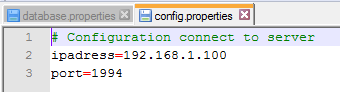 database.properties config.properties
1 # Configuration connect to server
2 ipadress=192.168.1.100
3 port=1994